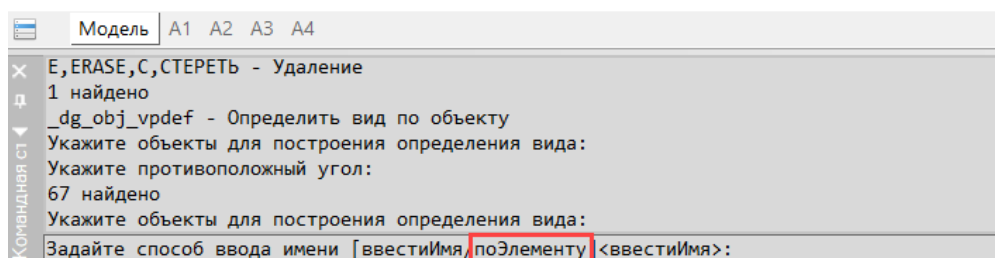 Модель A1 A2 A3 A4
E,ERASE,С,СТЕРЕТЬ - Удаление
1 найдено
_dg_obj_vpdef - Определить вид по объекту
Укажите объекты для построения определения вида:
Укажите противоположный угол:
67 найдено
Укажите объекты для построения определения вида:
Задайте способ ввода имени [ввестиИмя/поЭлементу]<ввестиИмя>:
Командная ст